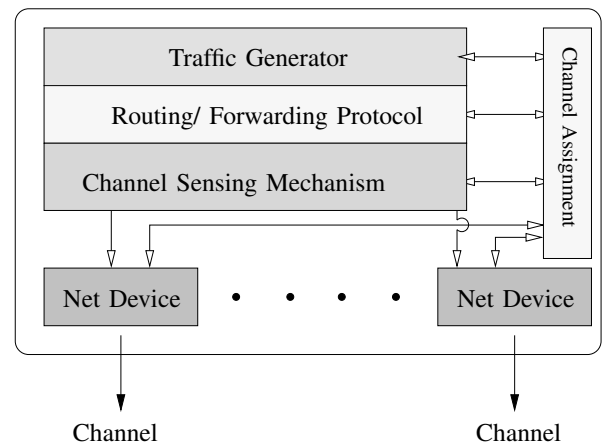 Traffic Generator
Routing/ Forwarding Protocol
Channel Sensing Mechanism
Channel Assignment
Net Device
Net Device
Channel
Channel